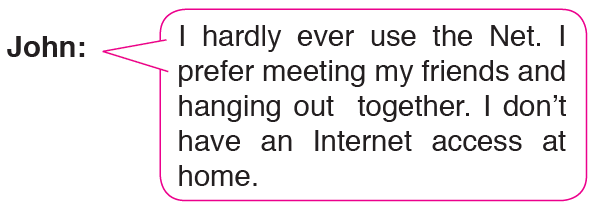 John:
I hardly ever use the Net. I
prefer meeting my friends and
hanging out together. I don't
have an Internet access at
home.